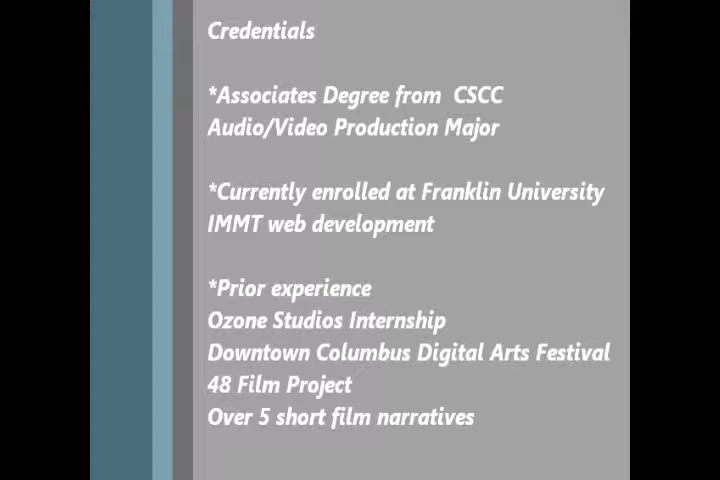 Credentials
*Associates Degree from CSCC
Audio/Video Production Major
*Currently enrolled at Franklin University
IMMT web development
*Prior experience
Ozone Studios Internship
Downtown Columbus Digital Arts Festival
48 Film Project
Over 5 short film narratives